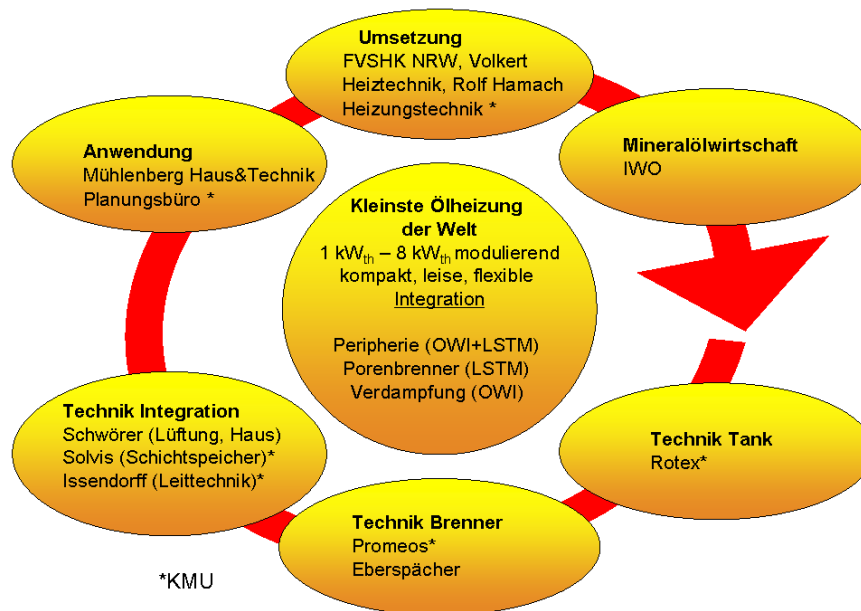 Umsetzung
FVSHK NRW, Volkert
Heiztechnik, Rolf Hamach
Heizungstechnik *
Mineralölwirtschaft
IWO
Anwendung
Mühlenberg Haus&Technik
Planungsbüro *
Kleinste Ölheizung
der Welt
1 kWth – 8 kWth modulierend
kompakt, leise, flexible
Integration
Peripherie (OWI+LSTM)
Porenbrenner (LSTM)
Verdampfung (OWI)
Technik Integration
Schwörer (Lüftung, Haus)
Solvis (Schichtspeicher)*
Issendorff (Leittechnik)*
Technik Tank
Rotex*
Technik Brenner
Promeos*
Eberspächer
*KMU